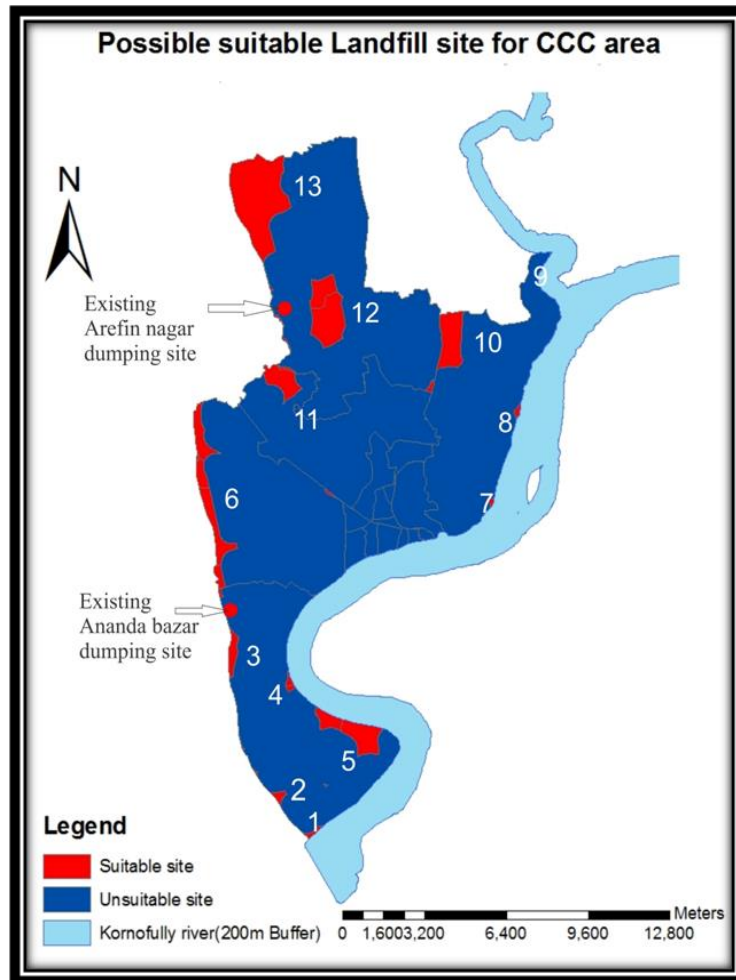 Possible suitable Landfill site for CCC area
N
13
9
Existing
Arefin nagar
dumping site
12
10
11
8
6
7
Existing
Ananda bazar
dumping site
3
4
5
2
1
Legend
Suitable site
Unsuitable site
Kornofully river(200m Buffer)
Meters
0 1,6003,200 6,400 9,600 12,800